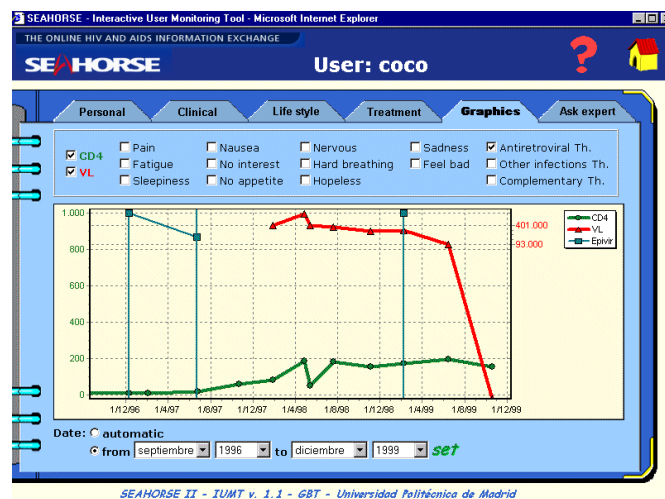 SEAHORSE - Interactive User Monitoring Tool - Microsoft Internet Explorer
THE ONLINE HIV AND AIDS INFORMATION EXCHANGE
SEAHORSE
User: coco
?
Personal Clinical Life style Treatment Graphics Ask expert
CD4
VL
Pain Nausea Nervous Sadness Antiretroviral Th.
Fatigue No interest Hard breathing Feel bad Other infections Th.
Sleepiness No appetite Hopeless Complementary Th.
1.000
800
600
400
200
0
401.000
93.000
CD4
VL
Epivir
1/12/96 1/4/97 1/8/97 1/12/97 1/4/98 1/8/98 1/12/98 1/4/99 1/8/99 1/12/99
Date: automatic
from septiembre 1996 to diciembre 1999 set
SEAHORSE II - IUMT v. 1.1 - GBT - Universidad Politécnica de Madrid